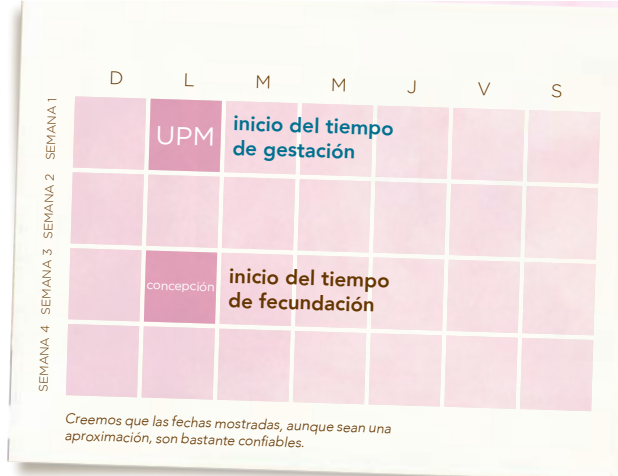 D L M M J V S
SEMANA 1
UPM
inicio del tiempo
de gestación
SEMANA 2
SEMANA 3
concepción
inicio del tiempo
de fecundación
SEMANA 4
Creemos que las fechas mostradas, aunque sean una
aproximación, son bastante confiables.